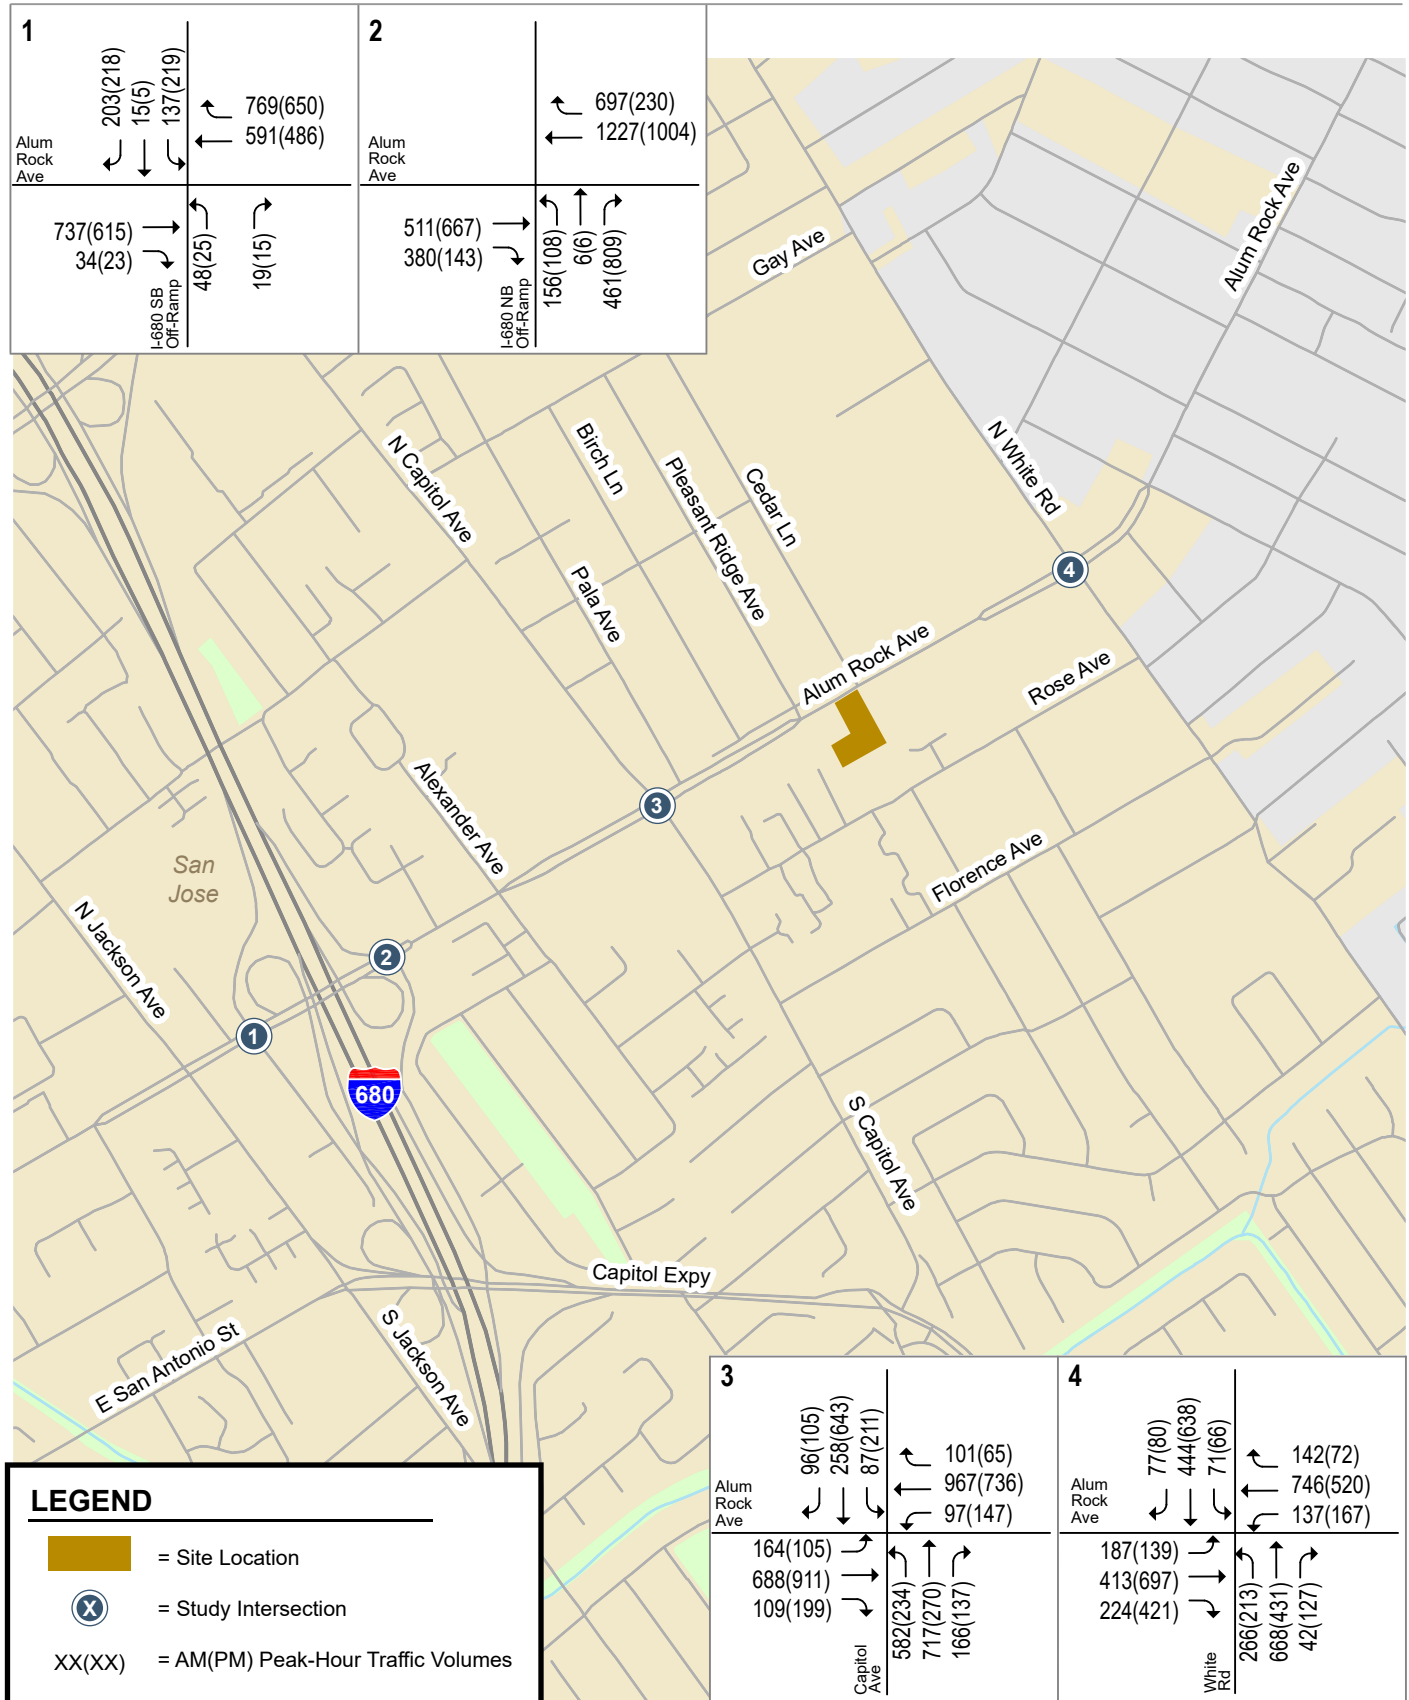 1
203(218)
15(5)
137(219)
769(650)
591(486)
Alum
Rock
Ave
737(615)
34(23)
I-680 SB
Off-Ramp
48(25)
19(15)
2
697(230)
1227(1004)
Alum
Rock
Ave
511(667)
380(143)
I-680 NB
Off-Ramp
156(108)
6(6)
461(809)
Gay Ave
Alum Rock Ave
N Capitol Ave
Birch Ln
Pleasant Ridge Ave
Cedar Ln
N White Rd
Pala Ave
4
Alum Rock Ave
Rose Ave
Alexander Ave
3
San
Jose
Florence Ave
N Jackson Ave
2
1
680
S Capitol Ave
Capitol Expy
E San Antonio St
S Jackson Ave
3
96(105)
258(643)
87(211)
101(65)
967(736)
97(147)
Alum
Rock
Ave
164(105)
688(911)
109(199)
Capitol
Ave
582(234)
717(270)
166(137)
4
77(80)
444(638)
71(66)
142(72)
746(520)
137(167)
Alum
Rock
Ave
187(139)
413(697)
224(421)
White
Rd
266(213)
668(431)
42(127)
LEGEND
= Site Location
X = Study Intersection
XX(XX) = AM(PM) Peak-Hour Traffic Volumes